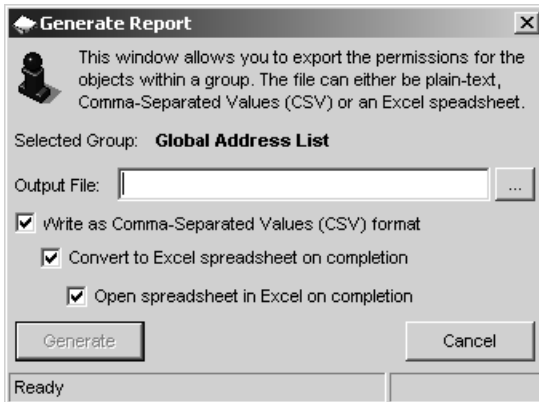 Generate Report
This window allows you to export the permissions for the
objects within a group. The file can either be plain-text,
Comma-Separated Values (CSV) or an Excel speadsheet.
Selected Group: Global Address List
Output File:
...
Write as Comma-Separated Values (CSV) format
Convert to Excel spreadsheet on completion
Open spreadsheet in Excel on completion
Generate Cancel
Ready